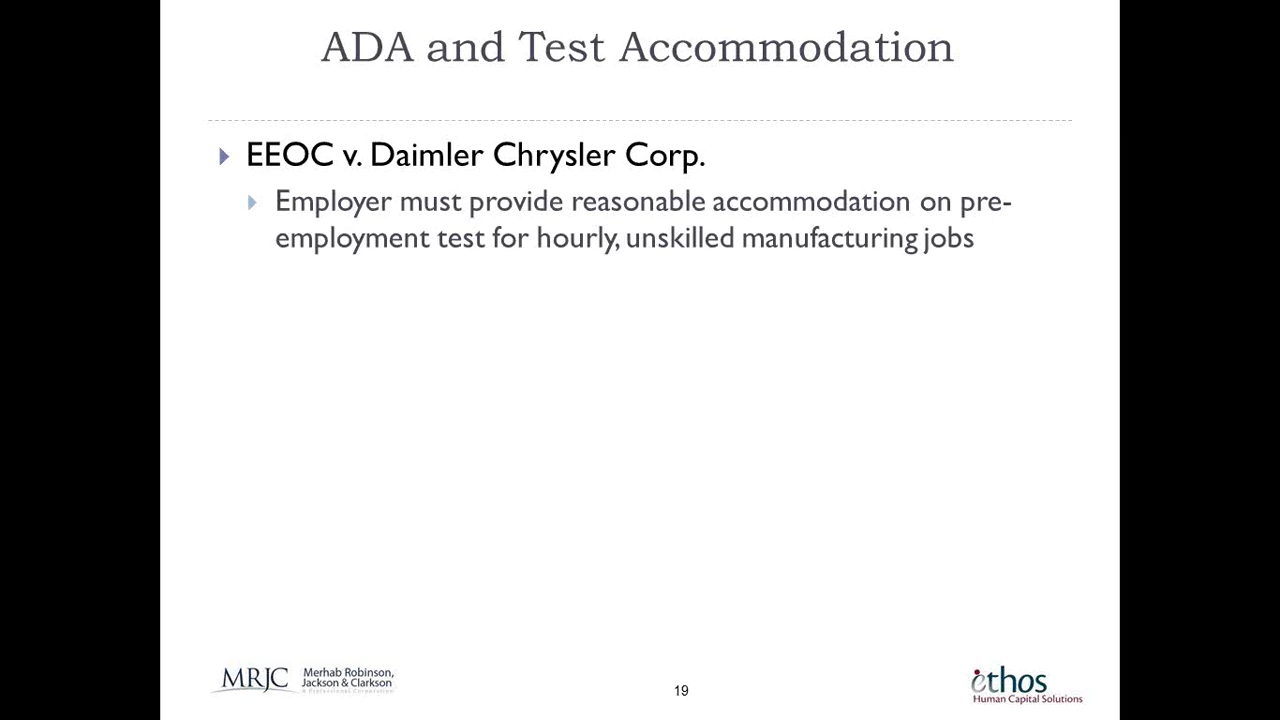 ADA and Test Accommodation
EEOC v. Daimler Chrysler Corp.
Employer must provide reasonable accommodation on pre-
employment test for hourly, unskilled manufacturing jobs
MRJC Merhab Robinson,
Jackson & Clarkson
A Professional Corporation
19
ethos
Human Capital Solutions